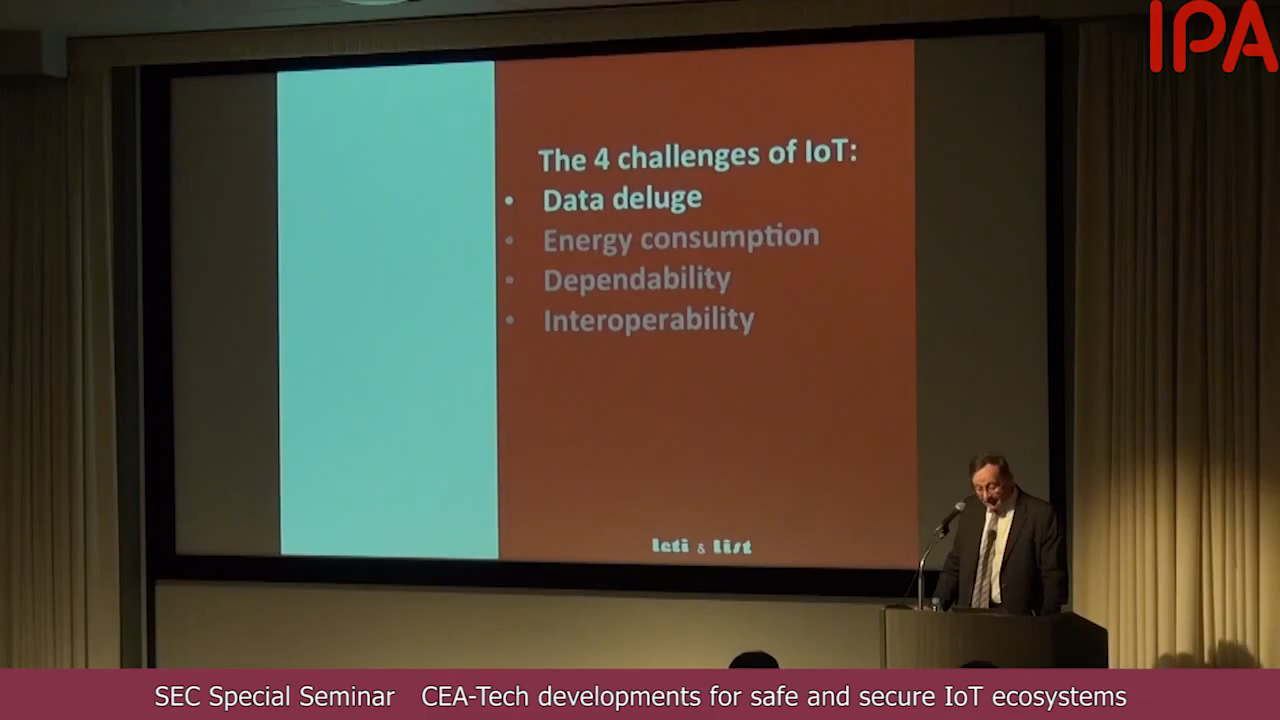 IPA
The 4 challenges of IoT:
• Data deluge
• Energy consumption
• Dependability
• Interoperability
leti & list
SEC Special Seminar CEA-Tech developments for safe and secure IoT ecosystems